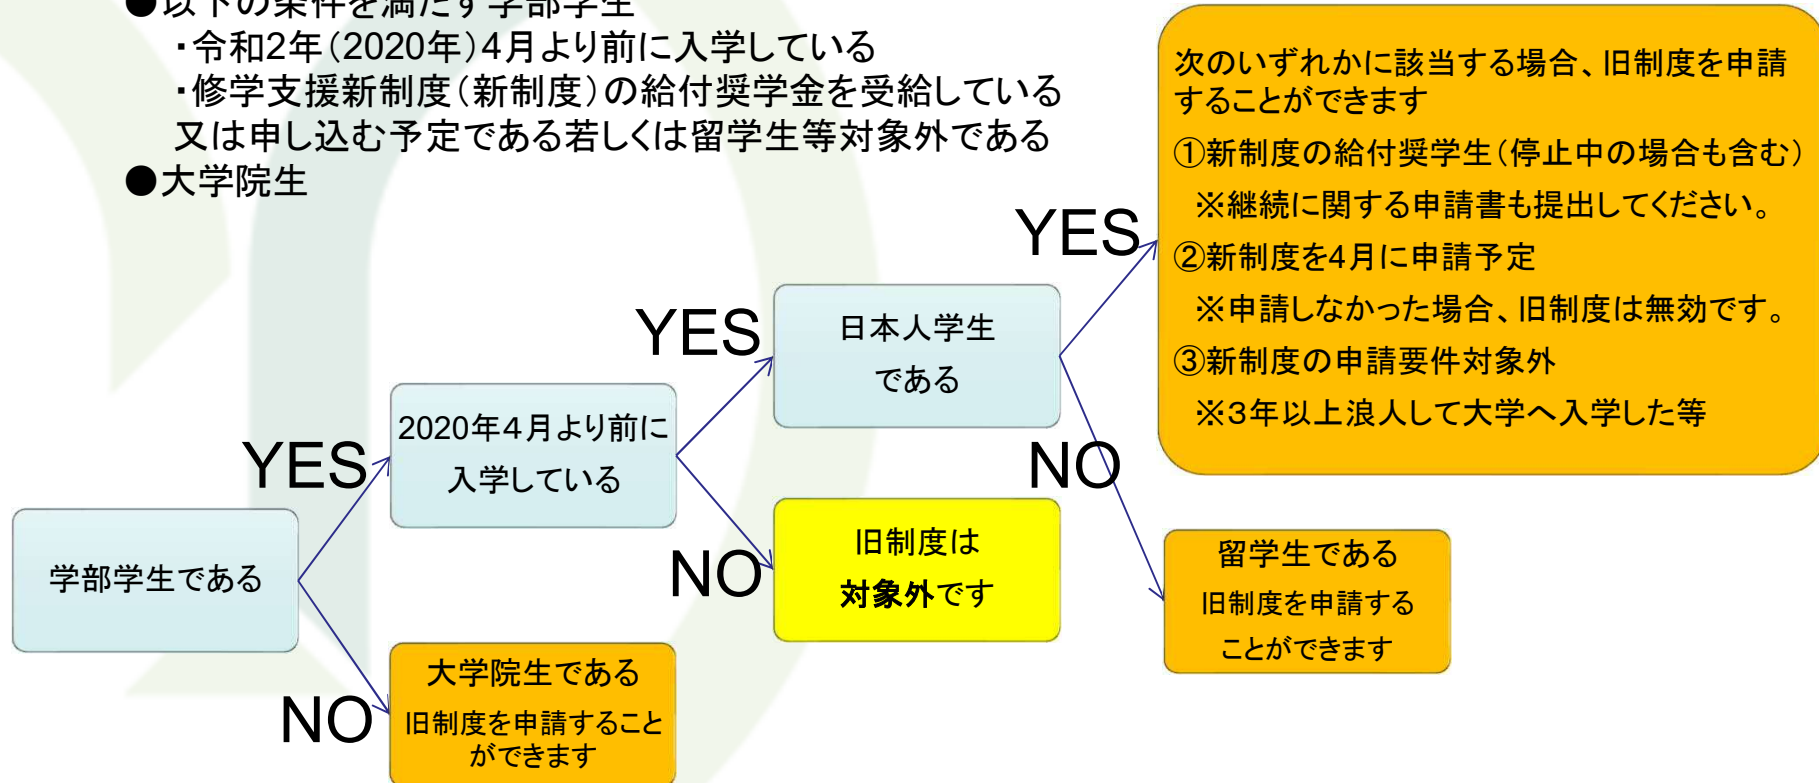 ●以下の条件を満たす学部学生
・令和2年(2020年)4月より前に入学している
・修学支援新制度(新制度)の給付奨学金を受給している
又は申し込む予定である若しくは留学生等対象外である
●大学院生
次のいずれかに該当する場合、旧制度を申請
することができます
①新制度の給付奨学生(停止中の場合も含む)
※継続に関する申請書も提出してください。
②新制度を4月に申請予定
※申請しなかった場合、旧制度は無効です。
③新制度の申請要件対象外
※3年以上浪人して大学へ入学した等
YES
YES
日本人学生
である
YES
2020年4月より前に
入学している
NO
旧制度は
対象外です
NO
留学生である
旧制度を申請する
ことができます
学部学生である
NO
大学院生である
旧制度を申請すること
ができます